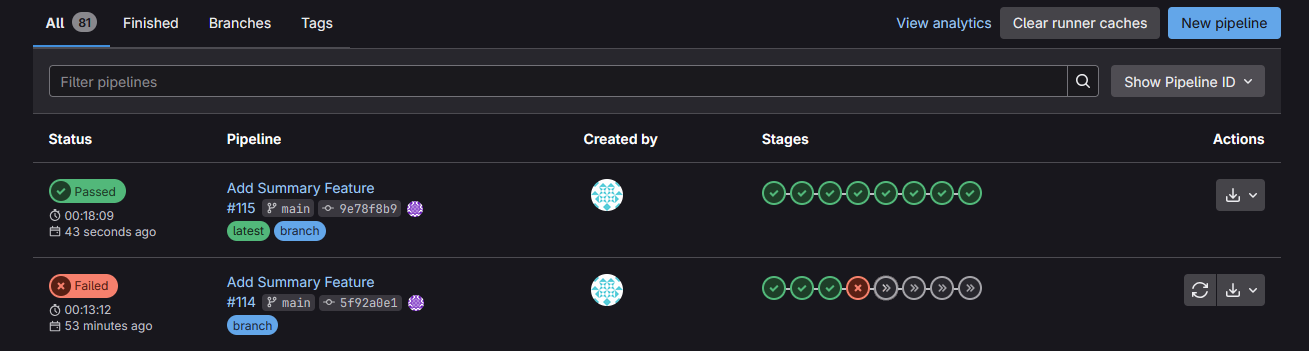 All 81 Finished Branches Tags View analytics Clear runner caches New pipeline
Filter pipelines Show Pipeline ID
Status Pipeline Created by Stages Actions
Passed
00:18:09
43 seconds ago
Add Summary Feature
#115 main 9e78f8b9
latest branch
Failed
00:13:12
53 minutes ago
Add Summary Feature
#114 main 5f92a0e1
branch